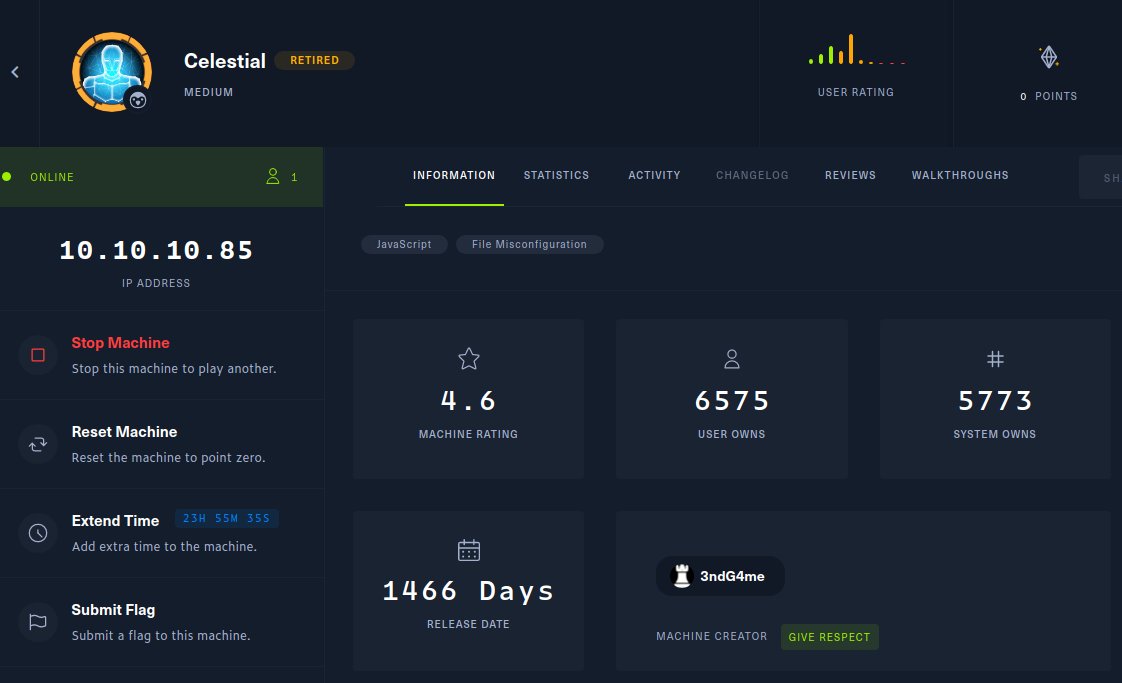 Celestial RETIRED
MEDIUM
USER RATING
0 POINTS
ONLINE 1
10.10.10.85
IP ADDRESS
Stop Machine
Stop this machine to play another.
Reset Machine
Reset the machine to point zero.
Extend Time 23H 55M 35S
Add extra time to the machine.
Submit Flag
Submit a flag to this machine.
INFORMATION STATISTICS ACTIVITY CHANGELOG REVIEWS WALKTHROUGHS SH
JavaScript File Misconfiguration
4.6
MACHINE RATING
6575
USER OWNS
5773
SYSTEM OWNS
1466 Days
RELEASE DATE
3ndG4me
MACHINE CREATOR GIVE RESPECT